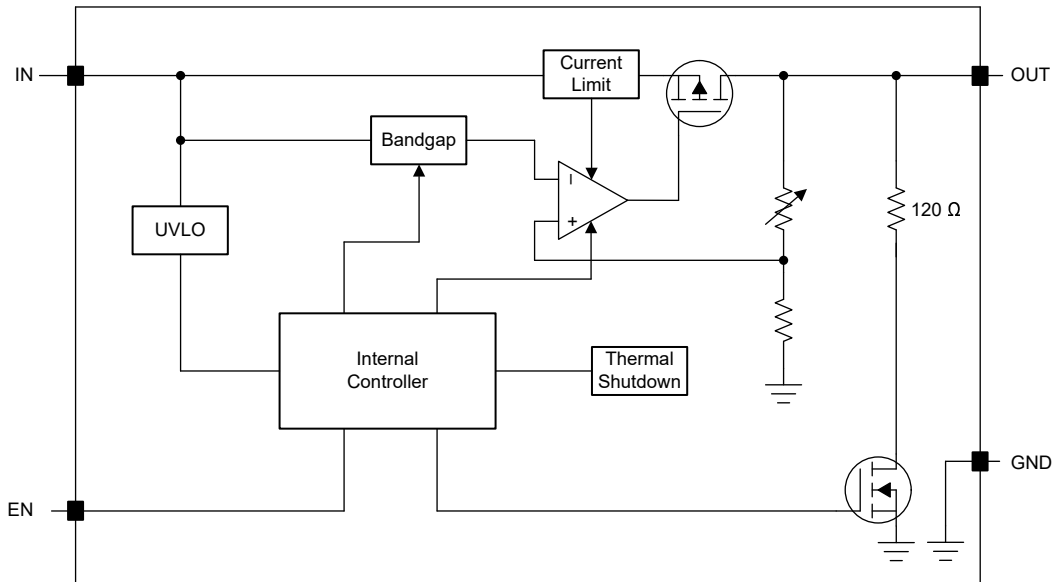 IN
Current
Limit
OUT
Bandgap
–
+
UVLO
120 Ω
Internal
Controller
Thermal
Shutdown
GND
EN